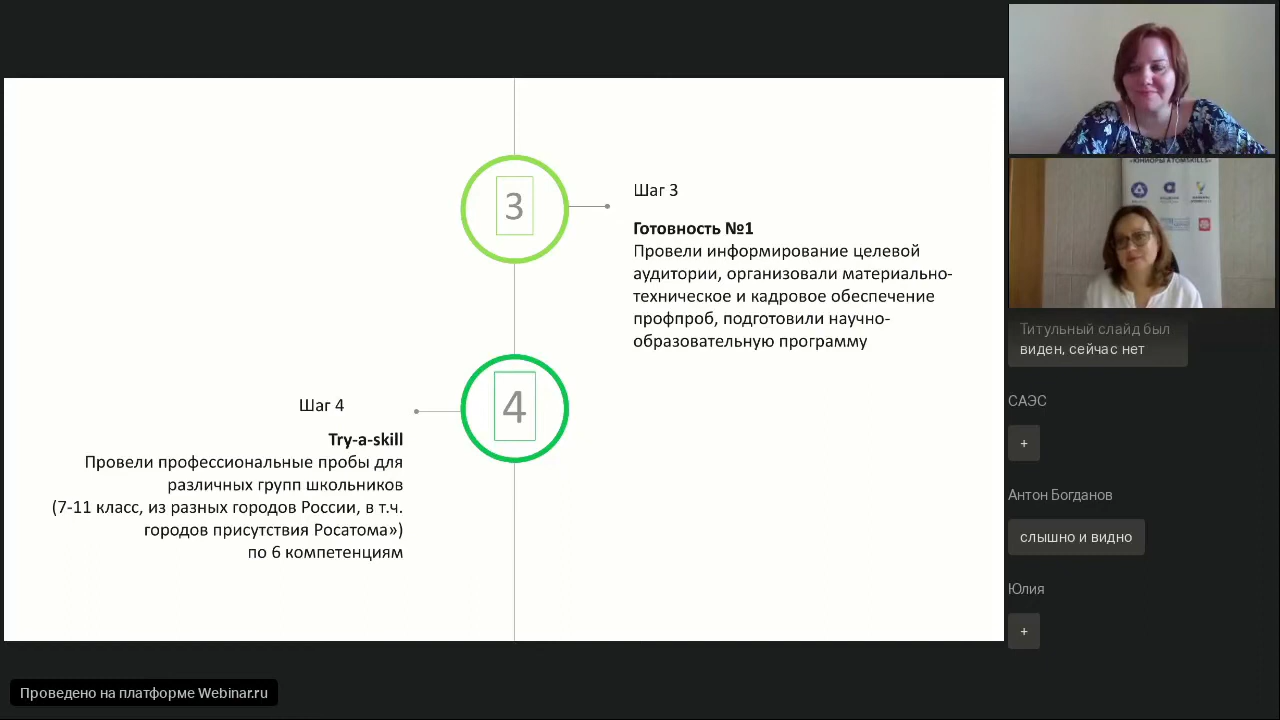 3
Шаг 3
Готовность №1
Провели информирование целевой
аудитории, организовали материально-
техническое и кадровое обеспечение
профпроб, подготовили научно-
образовательную программу
4
Шаг 4
Try-a-skill
Провели профессиональные пробы для
различных групп школьников
(7-11 класс, из разных городов России, в т.ч.
городов присутствия Росатома»)
по 6 компетенциям
«ЮНИОРЫ ATOMSKILLS»
Титульный слайд был
виден, сейчас нет
САЭС
+
Антон Богданов
слышно и видно
Юлия
+
Проведено на платформе Webinar.ru